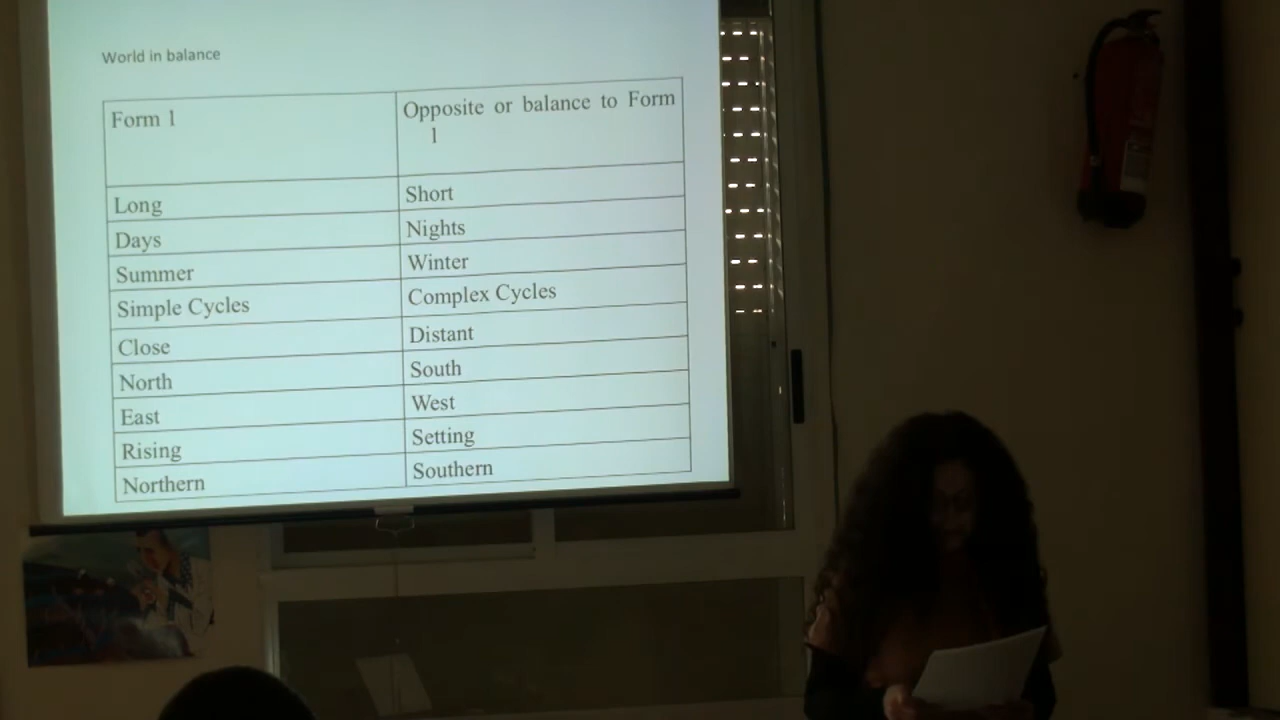 World in balance
Form 1
Opposite or balance to Form
1
Long
Short
Days
Nights
Summer
Winter
Simple Cycles
Complex Cycles
Close
Distant
North
South
East
West
Rising
Setting
Northern
Southern